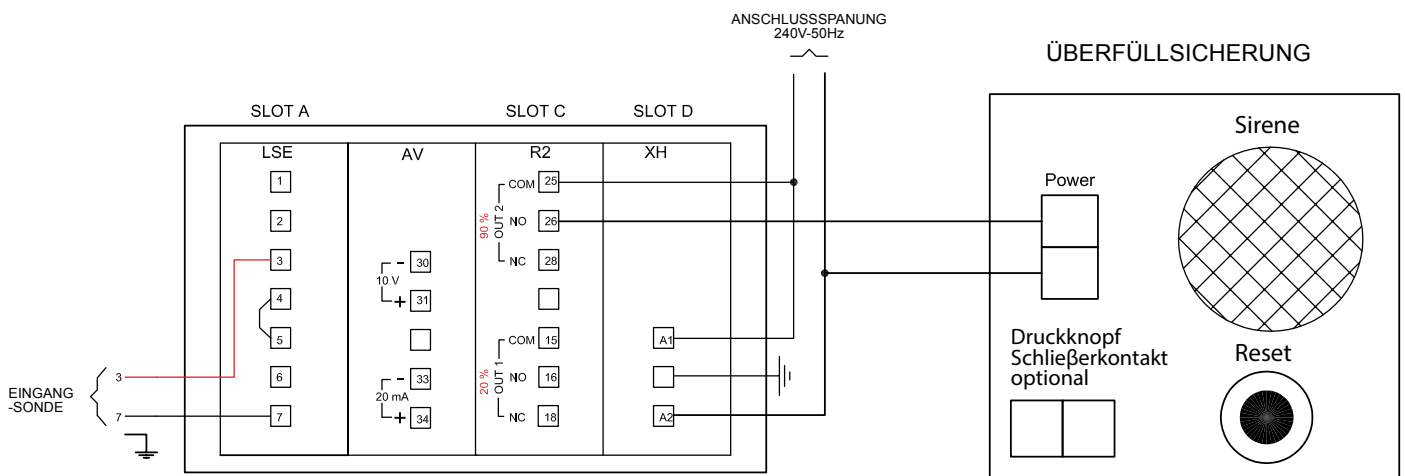 ANSCHLUSSSPANUNG
240V-50Hz
ÜBERFÜLLSICHERUNG
SLOT A
SLOT C
SLOT D
LSE
AV
R2
XH
1
2
3
4
5
6
7
10 V
-
+
30
31
20 mA
-
+
33
34
90 %
OUT 2
COM
25
NO
26
NC
28
20 %
OUT 1
COM
15
NO
16
NC
18
A1
A2
EINGANG
-SONDE
3
7
Sirene
Power
Druckknopf
Schließerkontakt
optional
Reset